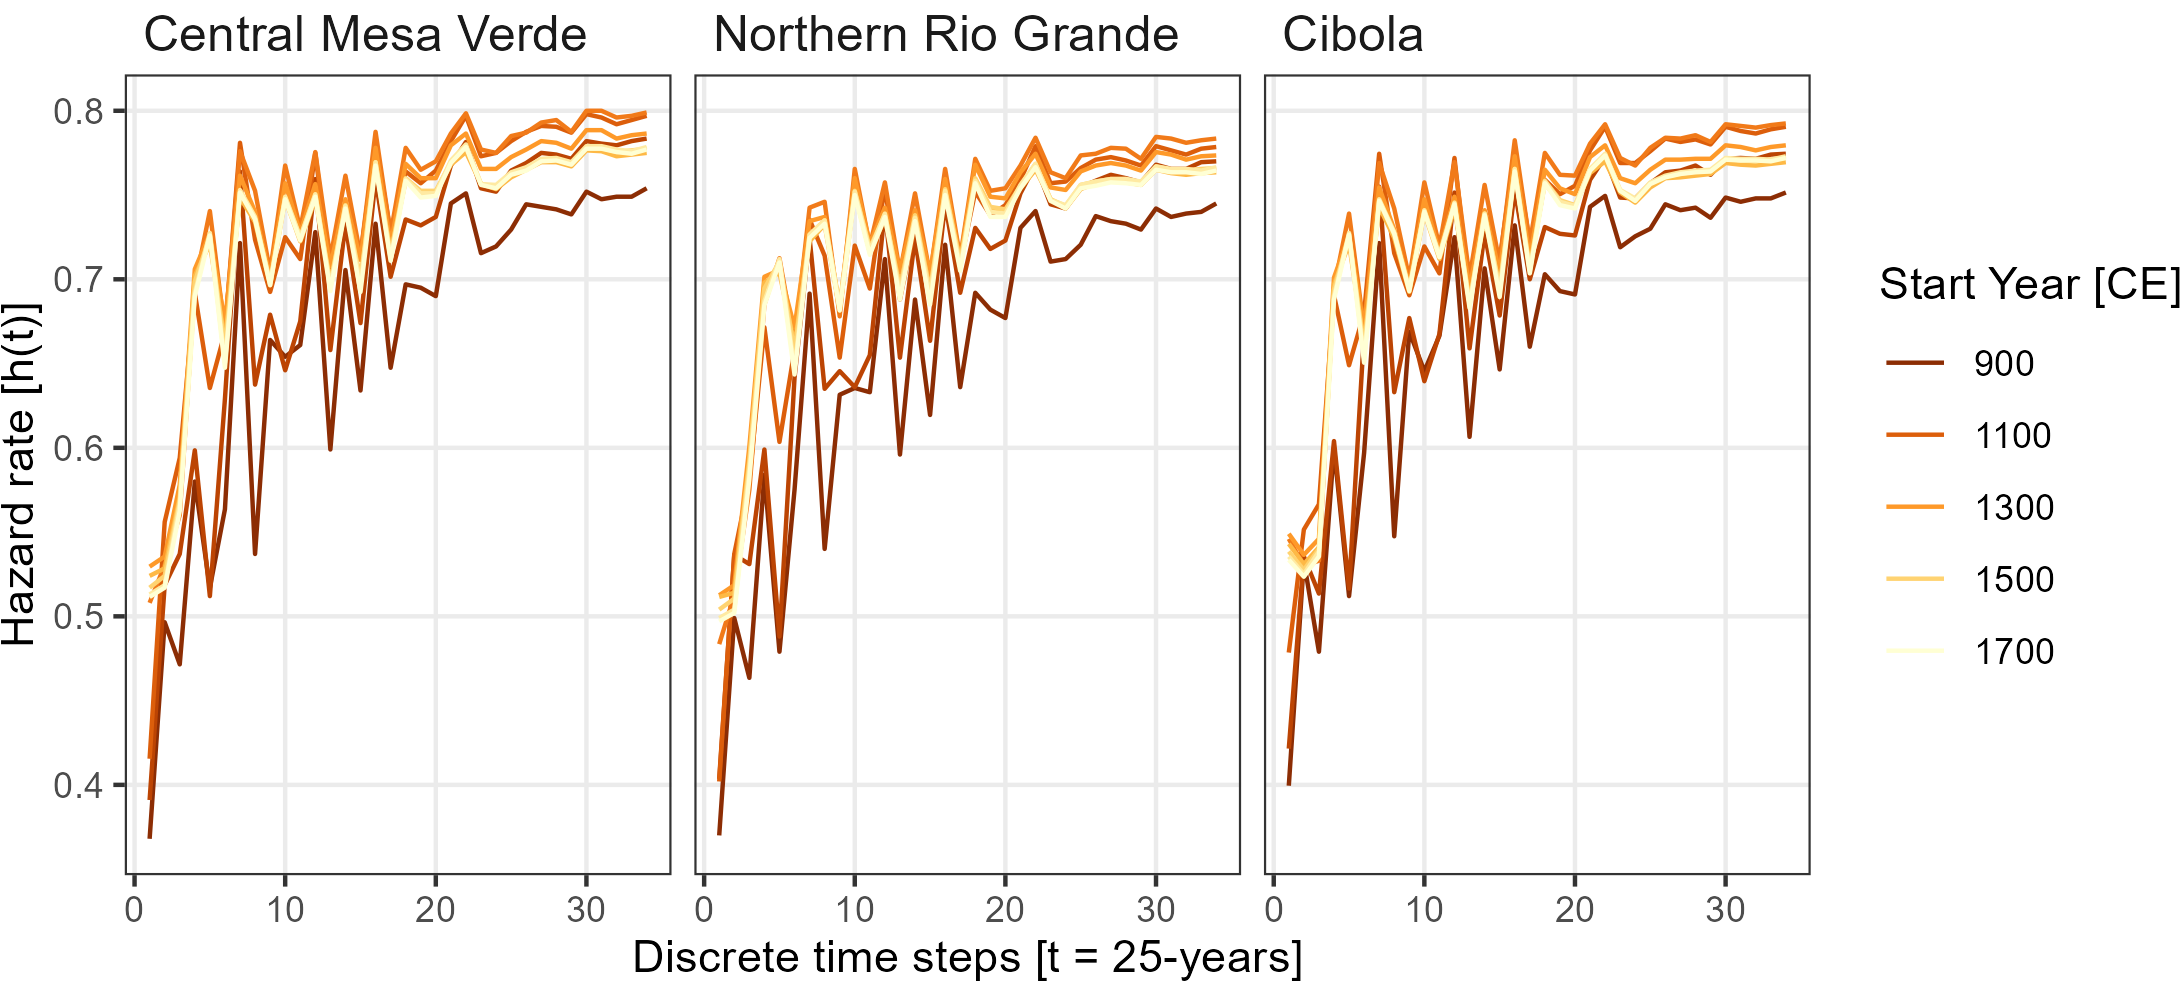 Central Mesa Verde
Northern Rio Grande
Cibola
Hazard rate [h(t)]
0.8
0.7
0.6
0.5
0.4
0 10 20 30
0 10 20 30
0 10 20 30
Discrete time steps [t = 25-years]
Start Year [CE]
900
1100
1300
1500
1700